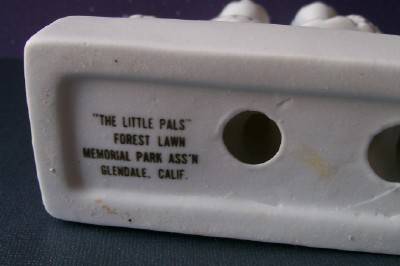 "THE LITTLE PALS"
FOREST LAWN
MEMORIAL PARK ASS'N
GLENDALE. CALIF.